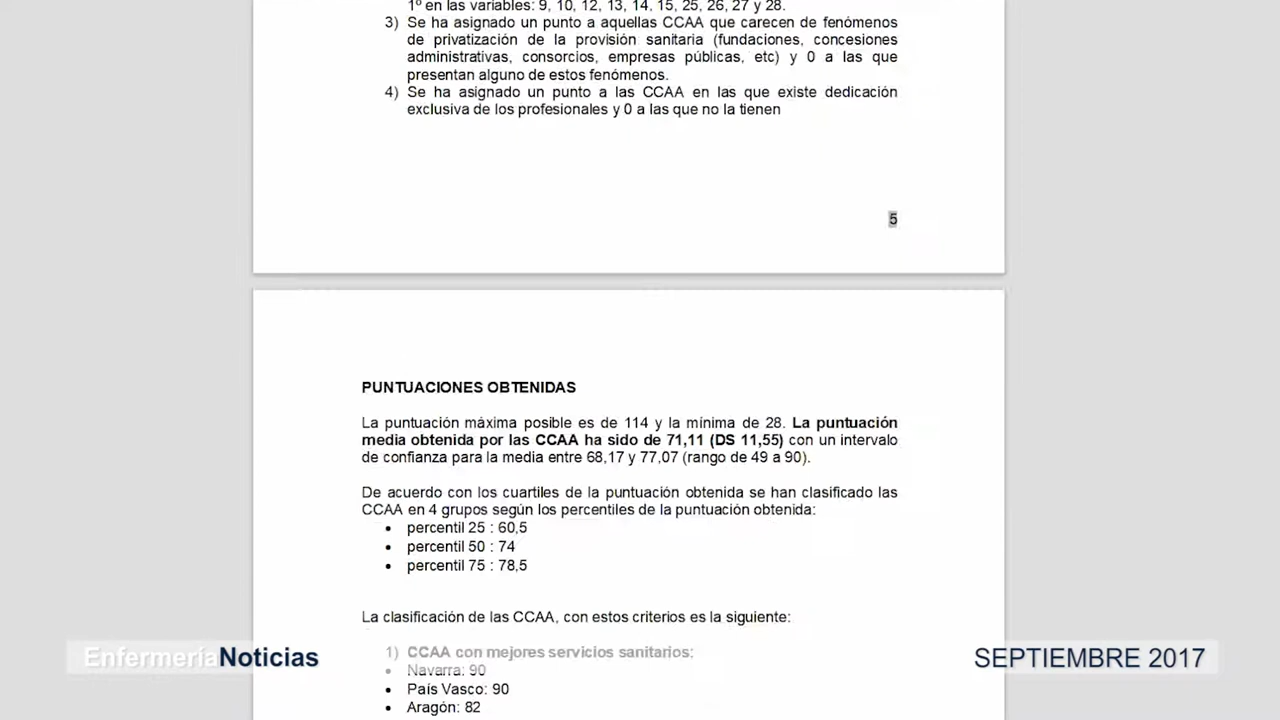 1º en las variables: 9, 10, 12, 13, 14, 15, 25, 26, 27 y 28.
3) Se ha asignado un punto a aquellas CCAA que carecen de fenómenos
de privatización de la provisión sanitaria (fundaciones, concesiones
administrativas, consorcios, empresas públicas, etc) y 0 a las que
presentan alguno de estos fenómenos.
4) Se ha asignado un punto a las CCAA en las que existe dedicación
exclusiva de los profesionales y 0 a las que no la tienen
5
PUNTUACIONES OBTENIDAS
La puntuación máxima posible es de 114 y la mínima de 28. La puntuación
media obtenida por las CCAA ha sido de 71,11 (DS 11,55) con un intervalo
de confianza para la media entre 68,17 y 77,07 (rango de 49 a 90).
De acuerdo con los cuartiles de la puntuación obtenida se han clasificado las
CCAA en 4 grupos según los percentiles de la puntuación obtenida:
• percentil 25 : 60,5
• percentil 50 : 74
• percentil 75 : 78,5
La clasificación de las CCAA, con estos criterios es la siguiente:
1) CCAA con mejores servicios sanitarios:
• Navarra: 90
• País Vasco: 90
• Aragón: 82
EnfermeríaNoticias
SEPTIEMBRE 2017